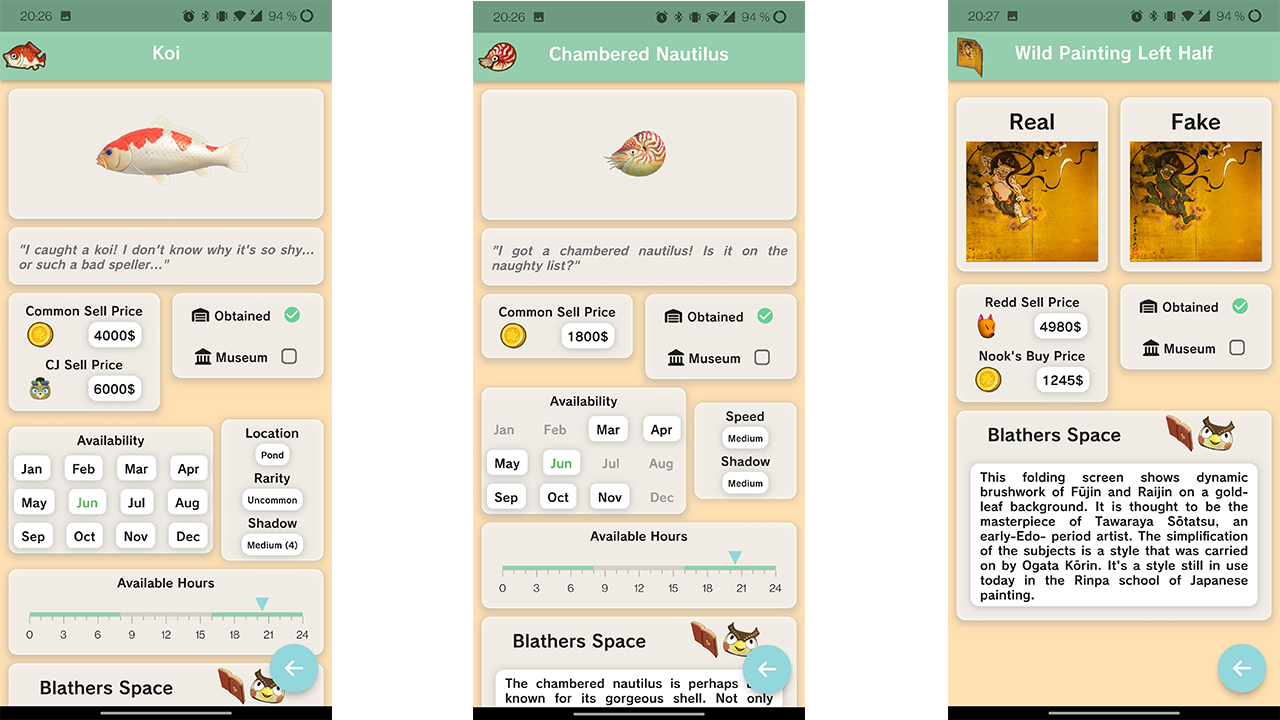 20:26
94 %
Koi
"I caught a koi! I don't know why it's so shy...
or such a bad speller..."
Common Sell Price
4000$
CJ Sell Price
6000$
Obtained
Museum
Availability
Jan Feb Mar Apr
May Jun Jul Aug
Sep Oct Nov Dec
Location
Pond
Rarity
Uncommon
Shadow
Medium (4)
Available Hours
0 3 6 9 12 15 18 21 24
Blathers Space
20:26
94 %
Chambered Nautilus
"I got a chambered nautilus! Is it on the
naughty list?"
Common Sell Price
1800$
Obtained
Museum
Availability
Jan Feb Mar Apr
May Jun Jul Aug
Sep Oct Nov Dec
Speed
Medium
Shadow
Medium
Available Hours
0 3 6 9 12 15 18 21 24
Blathers Space
The chambered nautilus is perhaps
known for its gorgeous shell. Not only
20:27
94 %
Wild Painting Left Half
Real
Fake
Redd Sell Price
4980$
Nook's Buy Price
1245$
Obtained
Museum
Blathers Space
This folding screen shows dynamic
brushwork of Fūjin and Raijin on a gold-
leaf background. It is thought to be the
masterpiece of Tawaraya Sōtatsu, an
early-Edo- period artist. The simplification
of the subjects is a style that was carried
on by Ogata Kōrin. It's a style still in use
today in the Rinpa school of Japanese
painting.